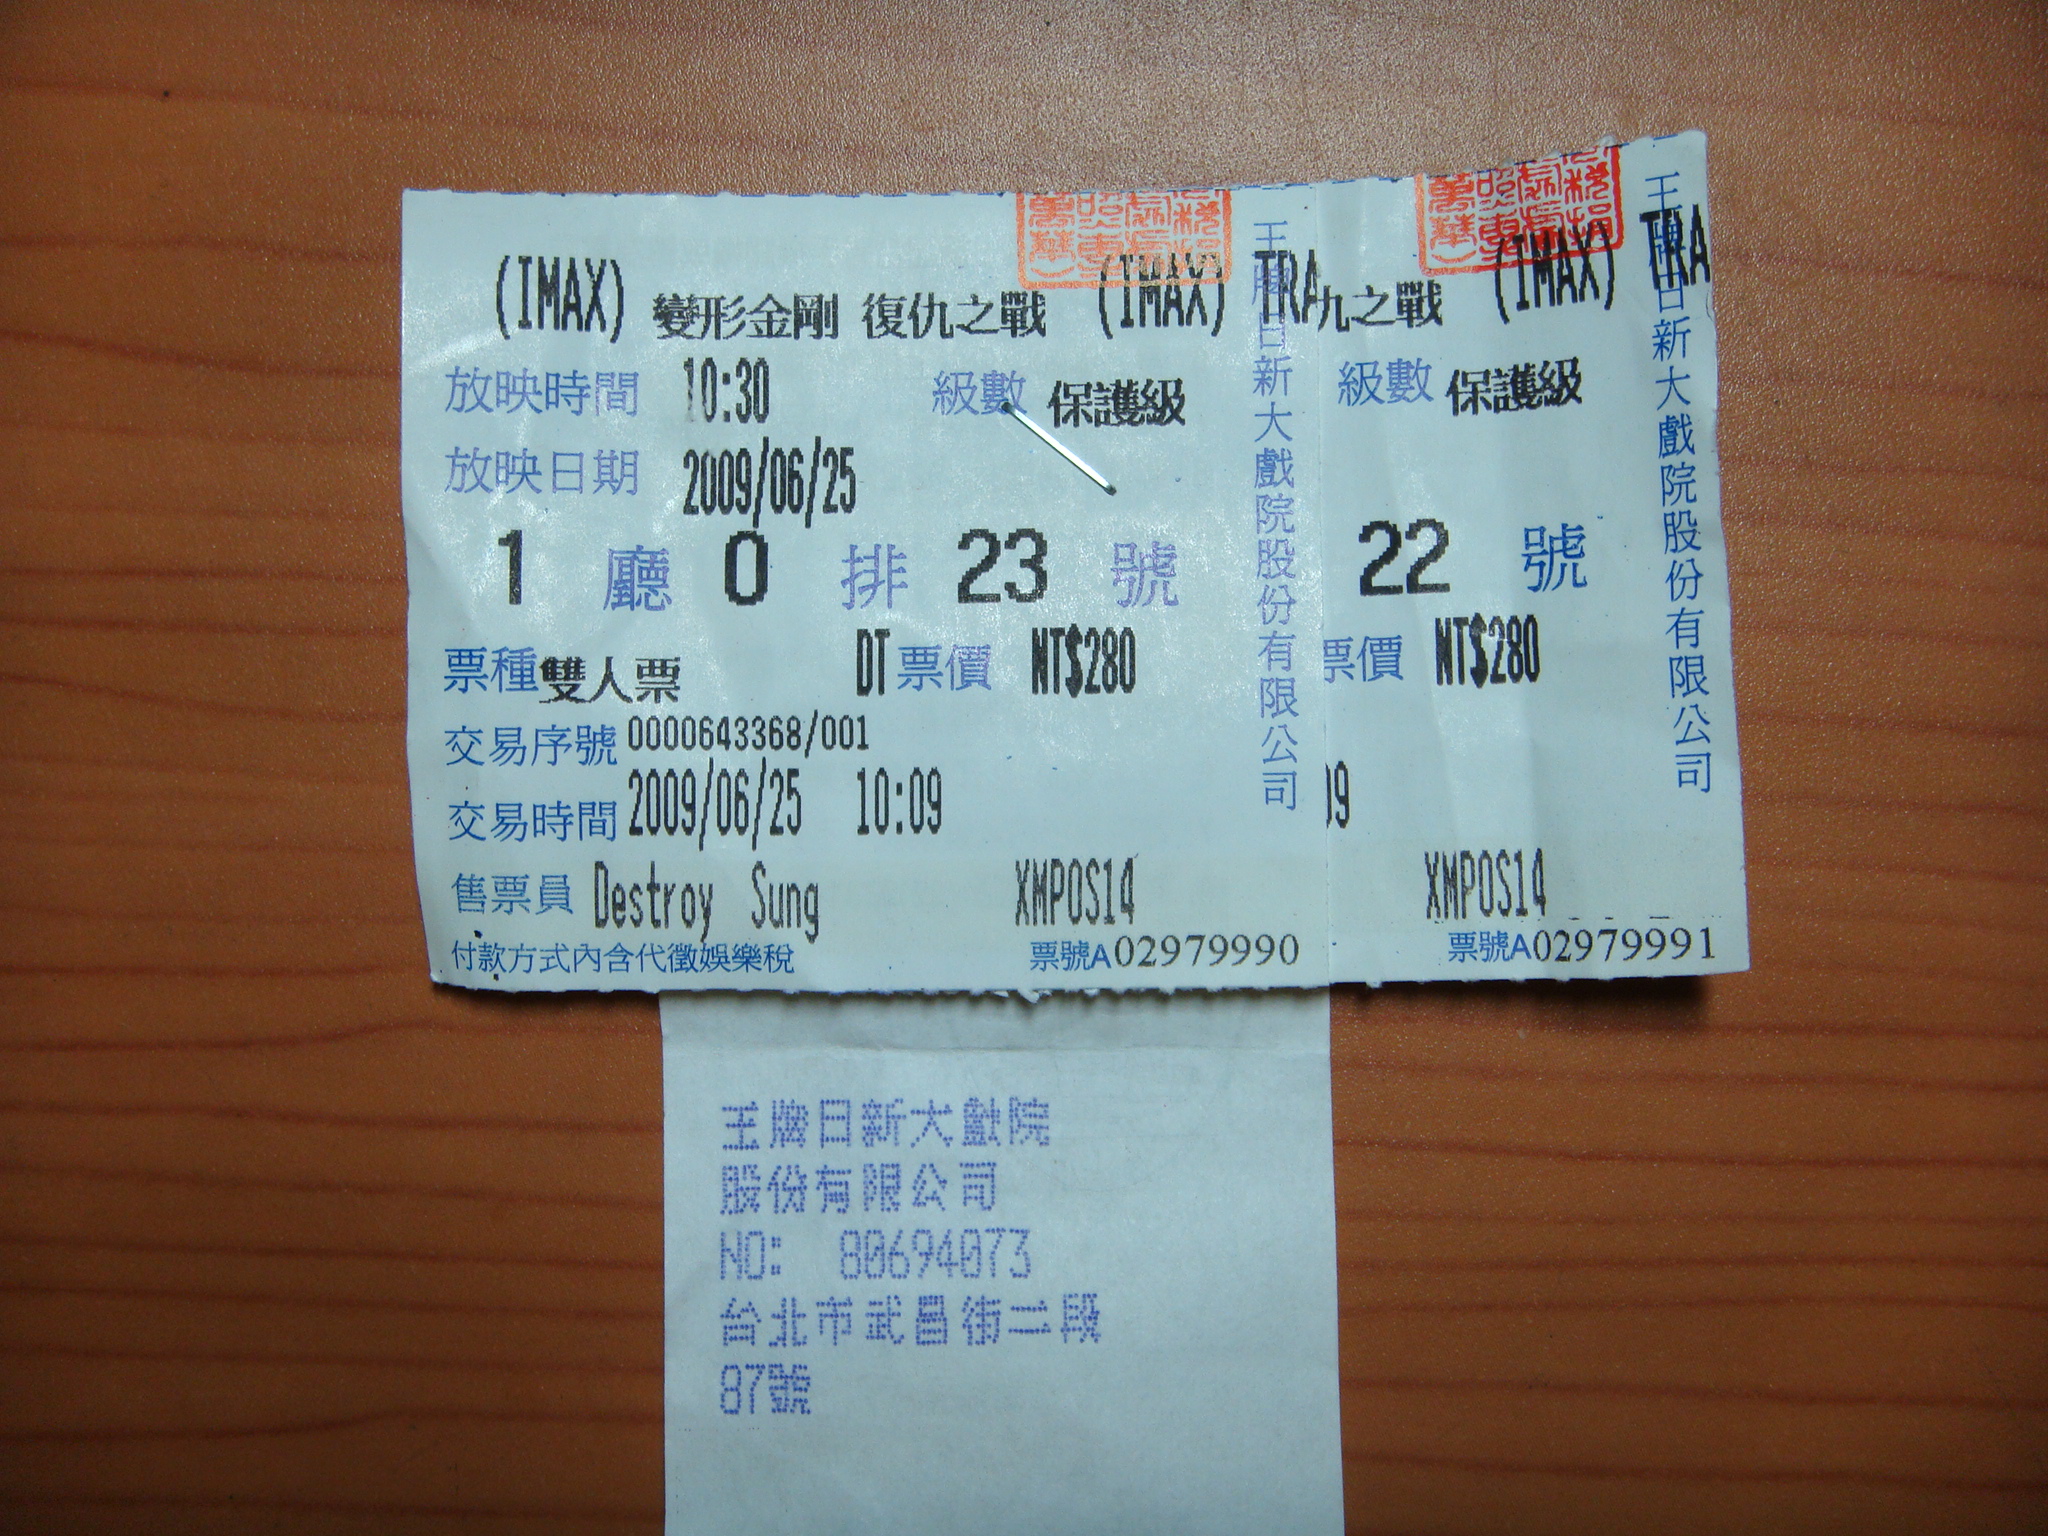 (IMAX) 變形金剛 復仇之戰 (IMAX) TRA
放映時間 10:30 級數 保護級
放映日期 2009/06/25
1 廳 0 排 23 號
票種 雙人票 DT 票價 NT$280
交易序號 0000643368/001
交易時間 2009/06/25 10:09
售票員 Destroy Sung XMPOS14
付款方式內含代徵娛樂稅 票號A02979990
王牌日新大戲院股份有限公司
仇之戰 (IMAX) TRA
級數 保護級
22 號
票價 NT$280
09
XMPOS14
票號A02979991
王牌日新大戲院股份有限公司
王牌日新大戲院
股份有限公司
NO: 80694073
台北市武昌街二段
87號